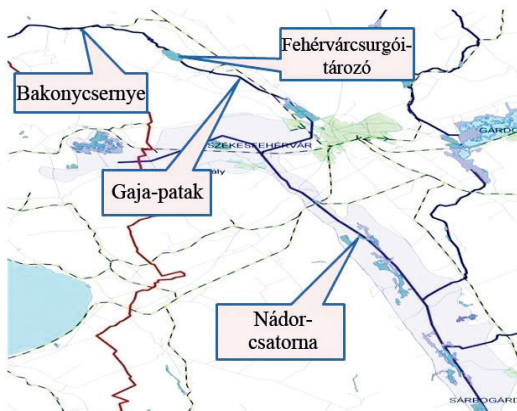 Fehérvárcsurgói-
tározó
Bakonycsernye
GÁRDO
SZÉKESFEHÉRVÁR
Gaja-patak
Nádor-
csatorna
SÁRBOGÁRD